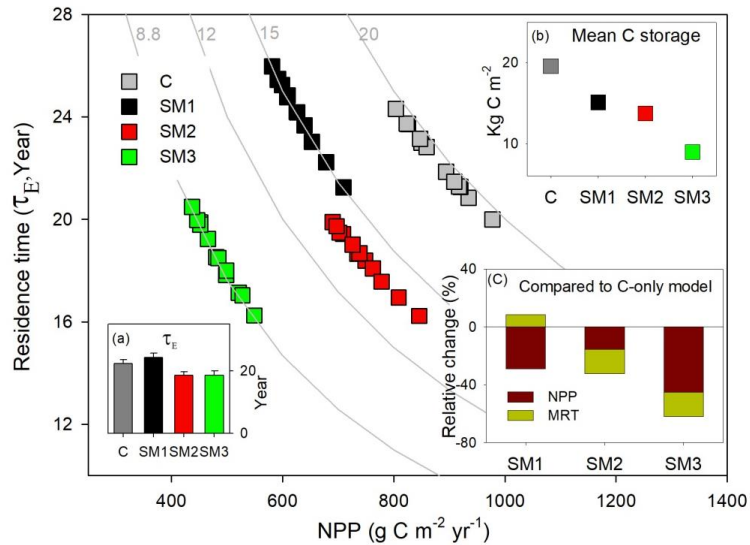 28
24
20
16
12
Residence time (τE,Year)
8.8
12
15
20
C
SM1
SM2
SM3
(b) Mean C storage
Kg C m-2
20
10
C SM1 SM2 SM3
(a) τE
20
0
Year
C SM1 SM2 SM3
(C) Compared to C-only model
Relative change (%)
0
-40
-80
NPP
MRT
SM1 SM2 SM3
400 600 800 1000 1200 1400
NPP (g C m-2 yr-1)